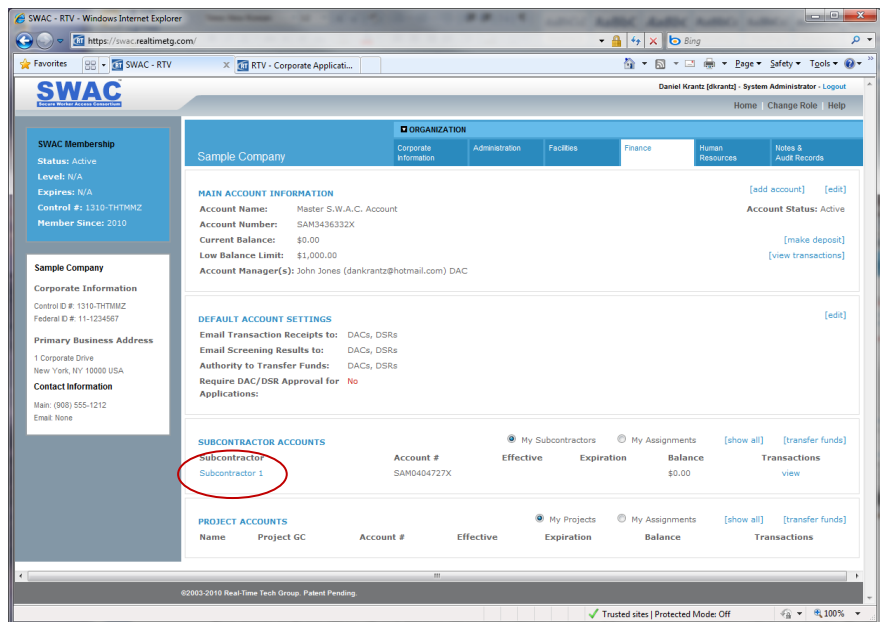 SWAC - RTV - Windows Internet Explorer
https://swac.realtimetg.com/
Bing
Favorites SWAC - RTV RTV - Corporate Applicati... Page Safety Tools
SWAC
Secure Worker Access Consortium
Daniel Krantz [dkrantz] - System Administrator - Logout
Home | Change Role | Help
SWAC Membership
Status: Active
Level: N/A
Expires: N/A
Control #: 1310-THTMMZ
Member Since: 2010
Sample Company
Corporate Information
Control ID #: 1310-THTMMZ
Federal ID #: 11-1234567
Primary Business Address
1 Corporate Drive
New York, NY 10000 USA
Contact Information
Main: (908) 555-1212
Email: None
ORGANIZATION
Sample Company
Corporate Information
Administration
Facilities
Finance
Human Resources
Notes & Audit Records
MAIN ACCOUNT INFORMATION [add account] [edit]
Account Name: Master S.W.A.C. Account Account Status: Active
Account Number: SAM3436332X
Current Balance: $0.00 [make deposit]
Low Balance Limit: $1,000.00 [view transactions]
Account Manager(s): John Jones (dankrantz@hotmail.com) DAC
DEFAULT ACCOUNT SETTINGS [edit]
Email Transaction Receipts to: DACs, DSRs
Email Screening Results to: DACs, DSRs
Authority to Transfer Funds: DACs, DSRs
Require DAC/DSR Approval for No
Applications:
SUBCONTRACTOR ACCOUNTS My Subcontractors My Assignments [show all] [transfer funds]
Subcontractor Account # Effective Expiration Balance Transactions
Subcontractor 1 SAM0404727X $0.00 view
PROJECT ACCOUNTS My Projects My Assignments [show all] [transfer funds]
Name Project GC Account # Effective Expiration Balance Transactions
©2003-2010 Real-Time Tech Group. Patent Pending.
Trusted sites | Protected Mode: Off 100%